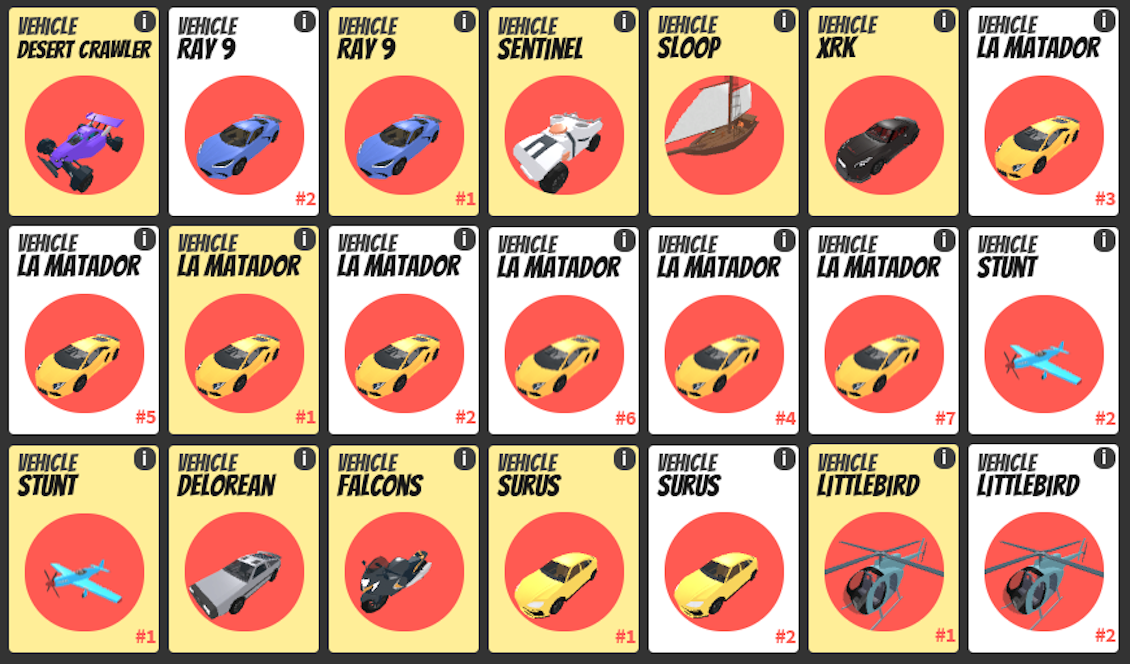 VEHICLE
DESERT CRAWLER
i
VEHICLE
RAY 9
i
#2
VEHICLE
RAY 9
i
#1
VEHICLE
SENTINEL
i
VEHICLE
SLOOP
i
VEHICLE
XRK
i
VEHICLE
LA MATADOR
i
#3
VEHICLE
LA MATADOR
i
#5
VEHICLE
LA MATADOR
i
#1
VEHICLE
LA MATADOR
i
#2
VEHICLE
LA MATADOR
i
#6
VEHICLE
LA MATADOR
i
#4
VEHICLE
LA MATADOR
i
#7
VEHICLE
STUNT
i
#2
VEHICLE
STUNT
i
#1
VEHICLE
DELOREAN
i
VEHICLE
FALCONS
i
VEHICLE
SURUS
i
#1
VEHICLE
SURUS
i
#2
VEHICLE
LITTLEBIRD
i
#1
VEHICLE
LITTLEBIRD
i
#2